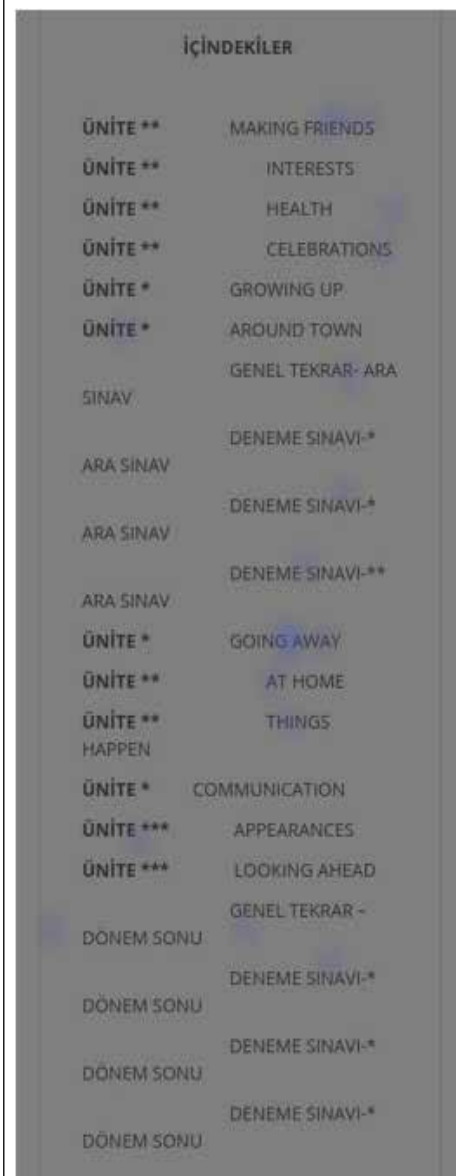 İÇİNDEKİLER
ÜNİTE ** MAKING FRIENDS
ÜNİTE ** INTERESTS
ÜNİTE ** HEALTH
ÜNİTE ** CELEBRATIONS
ÜNİTE * GROWING UP
ÜNİTE * AROUND TOWN
GENEL TEKRAR- ARA
SINAV
DENEME SINAVI-*
ARA SINAV
DENEME SINAVI-*
ARA SINAV
DENEME SINAVI-**
ARA SINAV
ÜNİTE * GOING AWAY
ÜNİTE ** AT HOME
ÜNİTE ** THINGS
HAPPEN
ÜNİTE * COMMUNICATION
ÜNİTE *** APPEARANCES
ÜNİTE *** LOOKING AHEAD
GENEL TEKRAR –
DÖNEM SONU
DENEME SINAVI-*
DÖNEM SONU
DENEME SINAVI-*
DÖNEM SONU
DENEME SINAVI-*
DÖNEM SONU